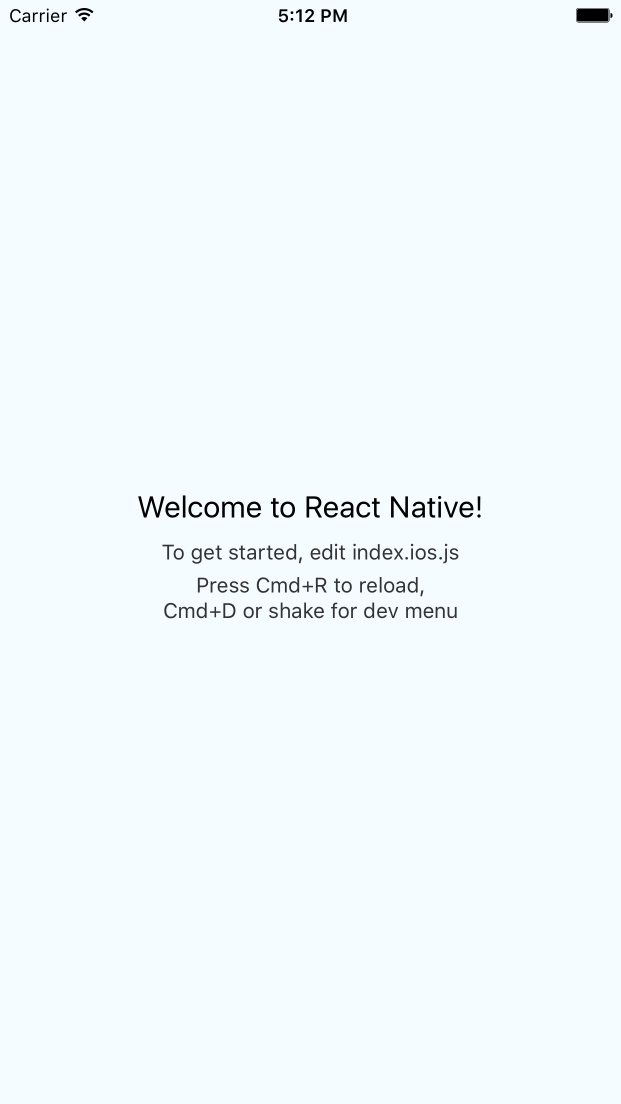 Carrier 5:12 PM
Welcome to React Native!
To get started, edit index.ios.js
Press Cmd+R to reload,
Cmd+D or shake for dev menu